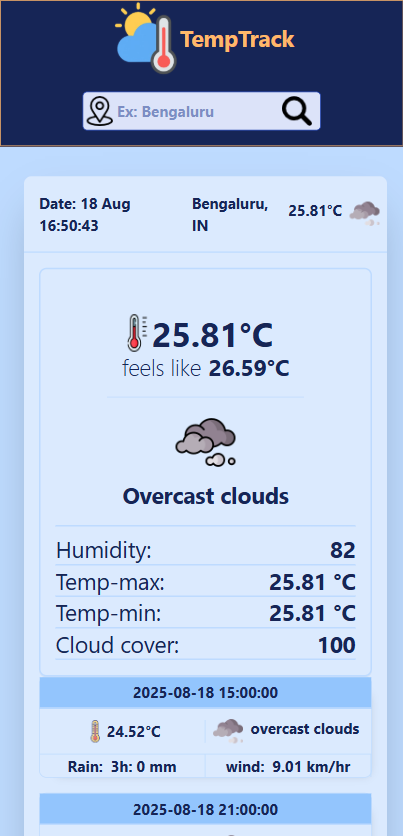 TempTrack
Ex: Bengaluru
Date: 18 Aug
16:50:43
Bengaluru,
IN
25.81°C
25.81°C
feels like 26.59°C
Overcast clouds
Humidity: 82
Temp-max: 25.81 °C
Temp-min: 25.81 °C
Cloud cover: 100
2025-08-18 15:00:00
24.52°C overcast clouds
Rain: 3h: 0 mm wind: 9.01 km/hr
2025-08-18 21:00:00